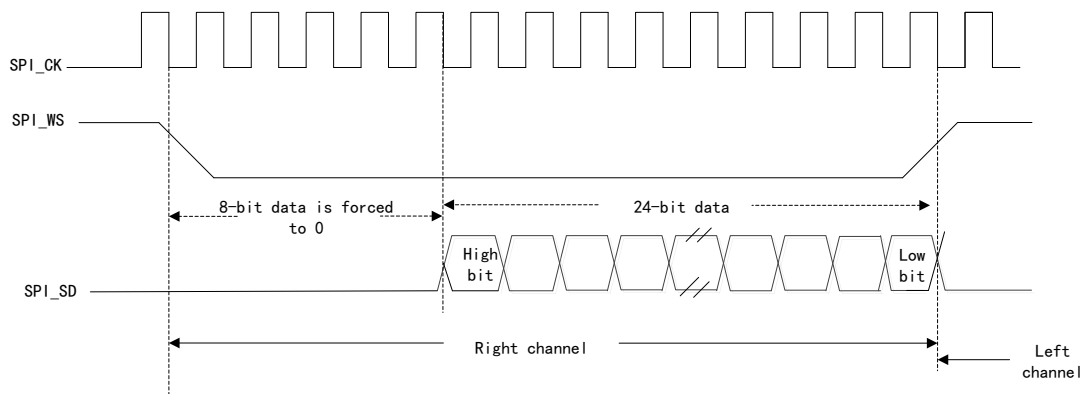 SPI_CK
SPI_WS
8-bit data is forced
to 0
24-bit data
High
bit
Low
bit
SPI_SD
Right channel
Left
channel